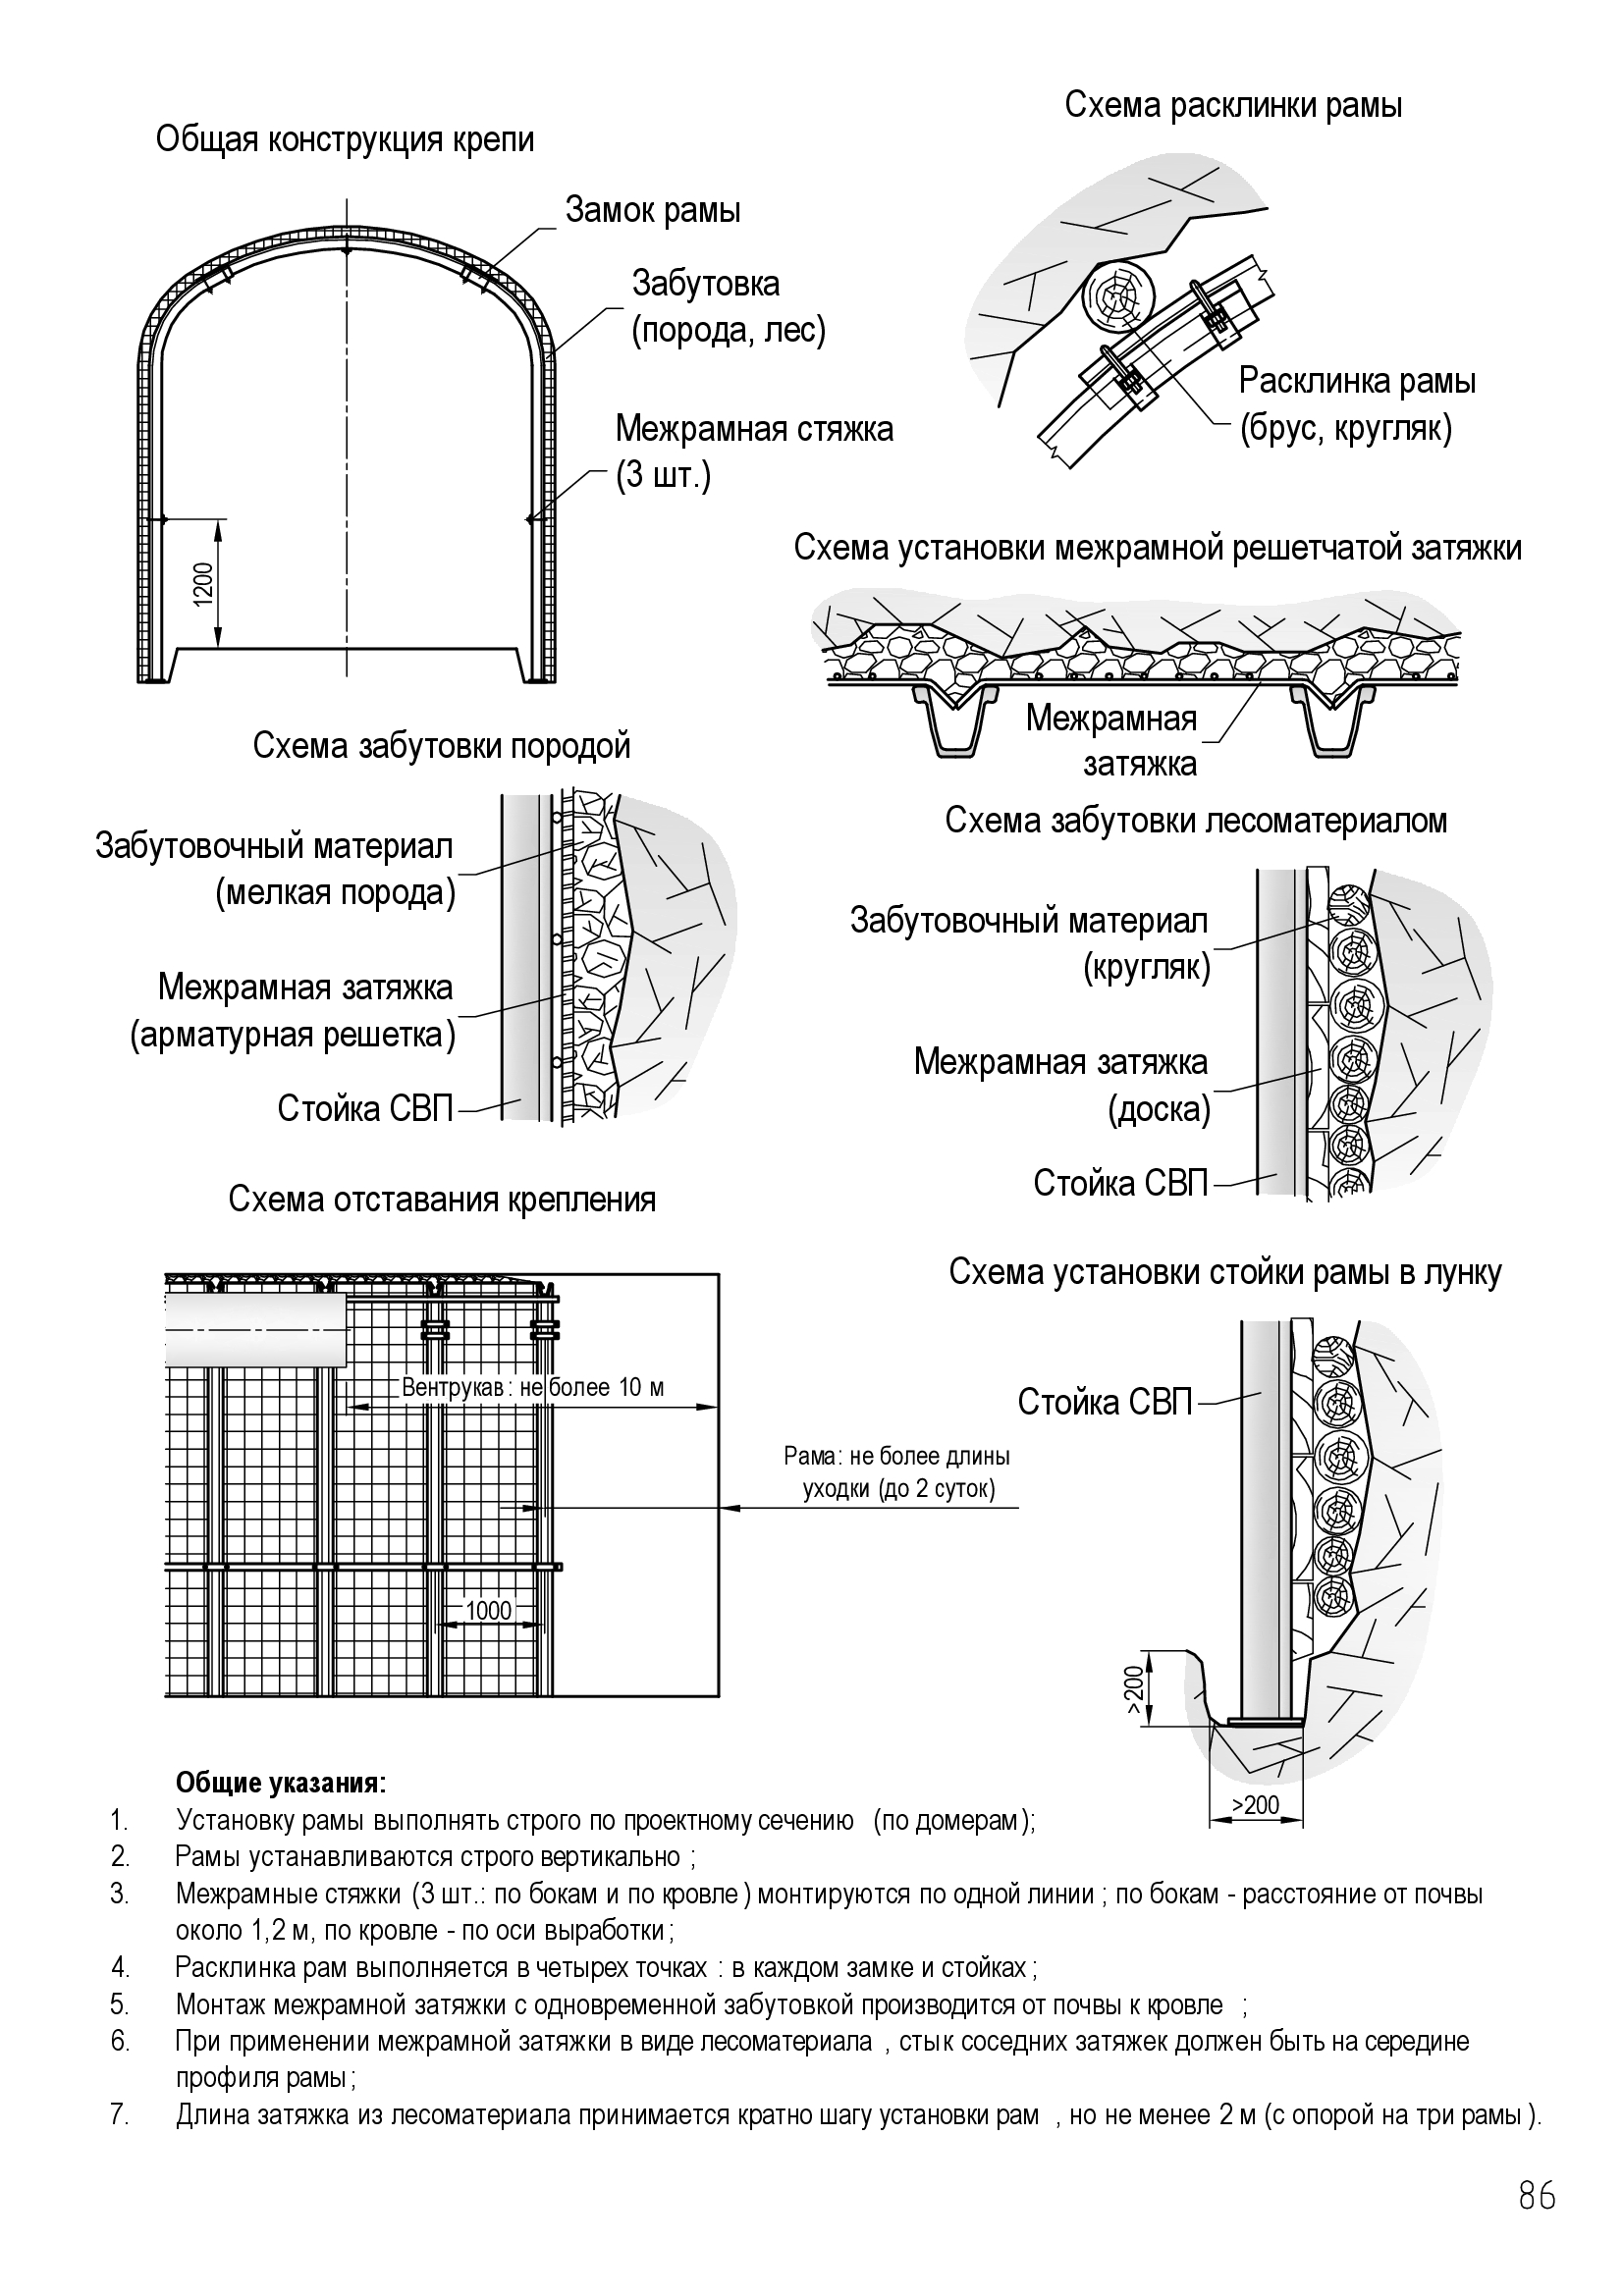 Схема расклинки рамы
Общая конструкция крепи
Замок рамы
Забутовка
(порода, лес)
Расклинка рамы
(брус, кругляк)
Межрамная стяжка
(3 шт.)
1200
Схема установки межрамной решетчатой затяжки
Межрамная
затяжка
Схема забутовки породой
Забутовочный материал
(мелкая порода)
Межрамная затяжка
(арматурная решетка)
Стойка СВП
Схема забутовки лесоматериалом
Забутовочный материал
(кругляк)
Межрамная затяжка
(доска)
Стойка СВП
Схема отставания крепления
Вентрукав: не более 10 м
Рама: не более длины
уходки (до 2 суток)
1000
Схема установки стойки рамы в лунку
Стойка СВП
>200
>200
Общие указания:
1. Установку рамы выполнять строго по проектному сечению (по домерам);
2. Рамы устанавливаются строго вертикально ;
3. Межрамные стяжки (3 шт.: по бокам и по кровле) монтируются по одной линии ; по бокам - расстояние от почвы
около 1,2 м, по кровле - по оси выработки;
4. Расклинка рам выполняется в четырех точках : в каждом замке и стойках ;
5. Монтаж межрамной затяжки с одновременной забутовкой производится от почвы к кровле ;
6. При применении межрамной затяжки в виде лесоматериала , стык соседних затяжек должен быть на середине
профиля рамы;
7. Длина затяжка из лесоматериала принимается кратно шагу установки рам , но не менее 2 м (с опорой на три рамы ).
86